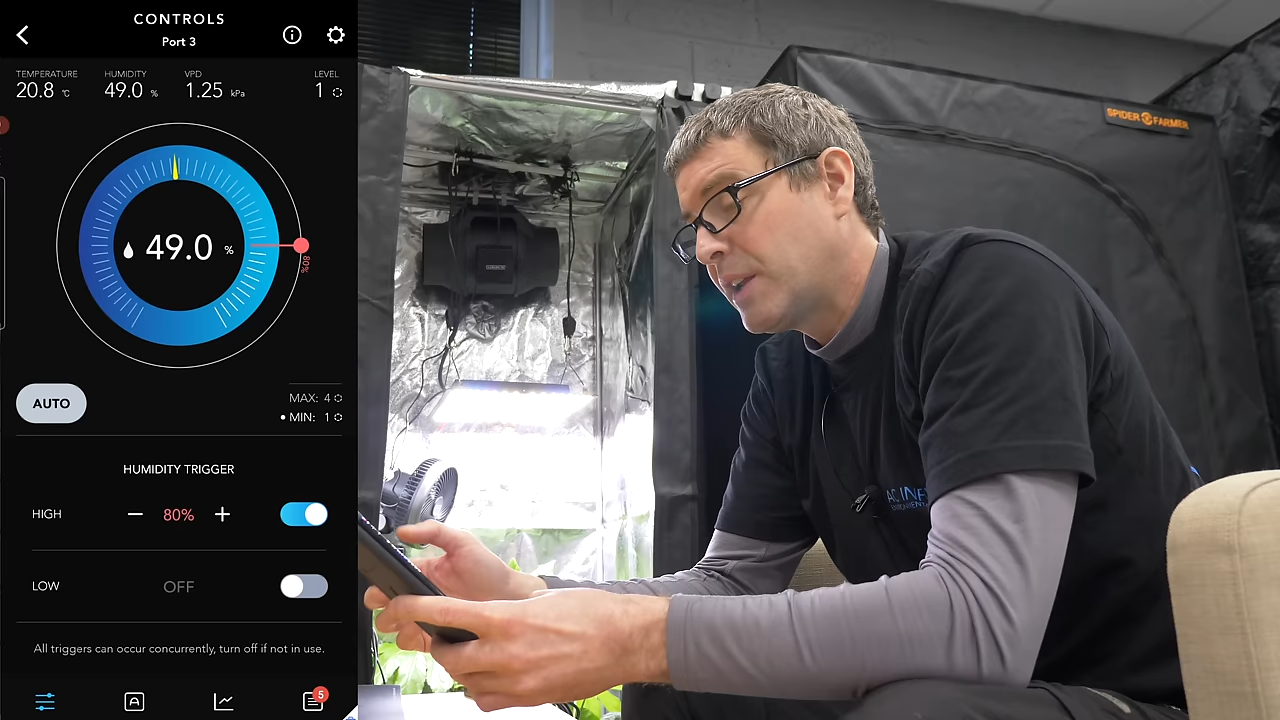 CONTROLS
Port 3
TEMPERATURE HUMIDITY VPD LEVEL
20.8 °C 49.0 % 1.25 kPa 1
49.0 %
80%
AUTO
MAX: 4
MIN: 1
HUMIDITY TRIGGER
HIGH − 80% +
LOW OFF
All triggers can occur concurrently, turn off if not in use.
5
SPIDER FARMER
AC INF